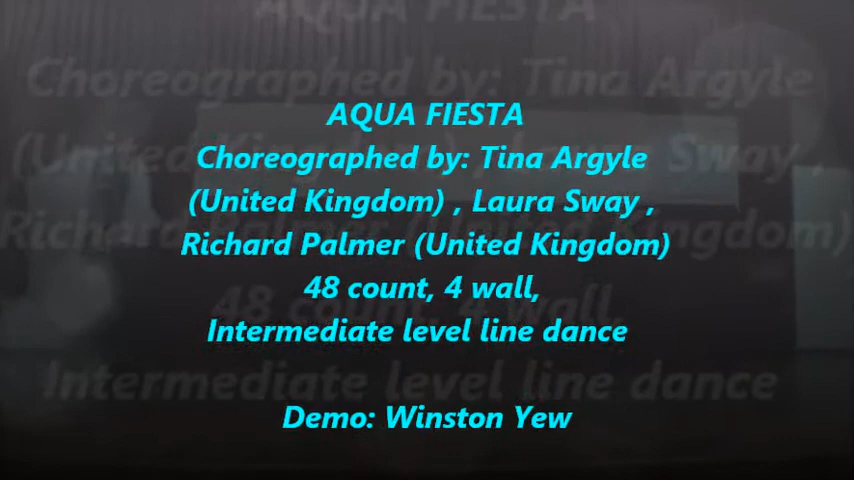 AQUA FIESTA
Choreographed by: Tina Argyle
(United Kingdom) , Laura Sway ,
Richard Palmer (United Kingdom)
48 count, 4 wall,
Intermediate level line dance
Demo: Winston Yew